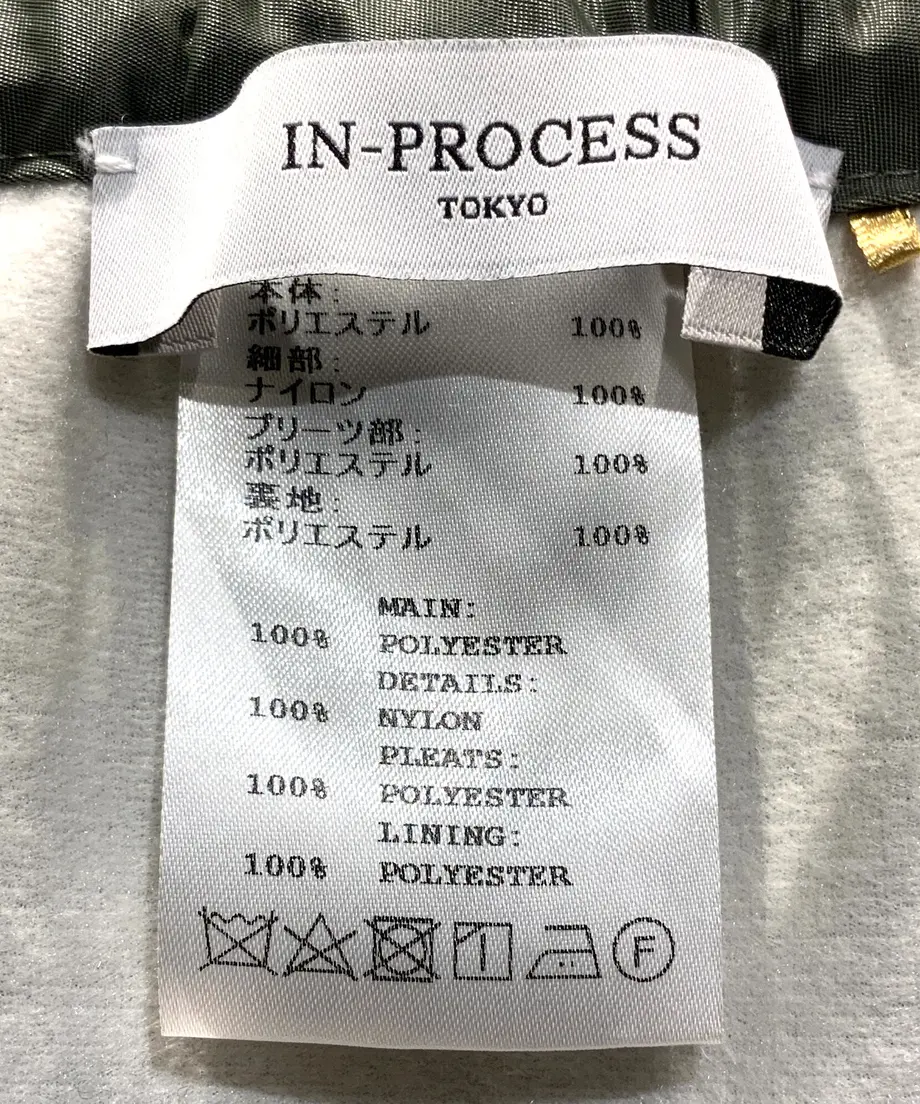 IN-PROCESS
TOKYO
本体:
ポリエステル 100%
細部:
ナイロン 100%
プリーツ部:
ポリエステル 100%
裏地:
ポリエステル 100%
MAIN:
100% POLYESTER
DETAILS:
100% NYLON
PLEATS:
100% POLYESTER
LINING:
100% POLYESTER
F